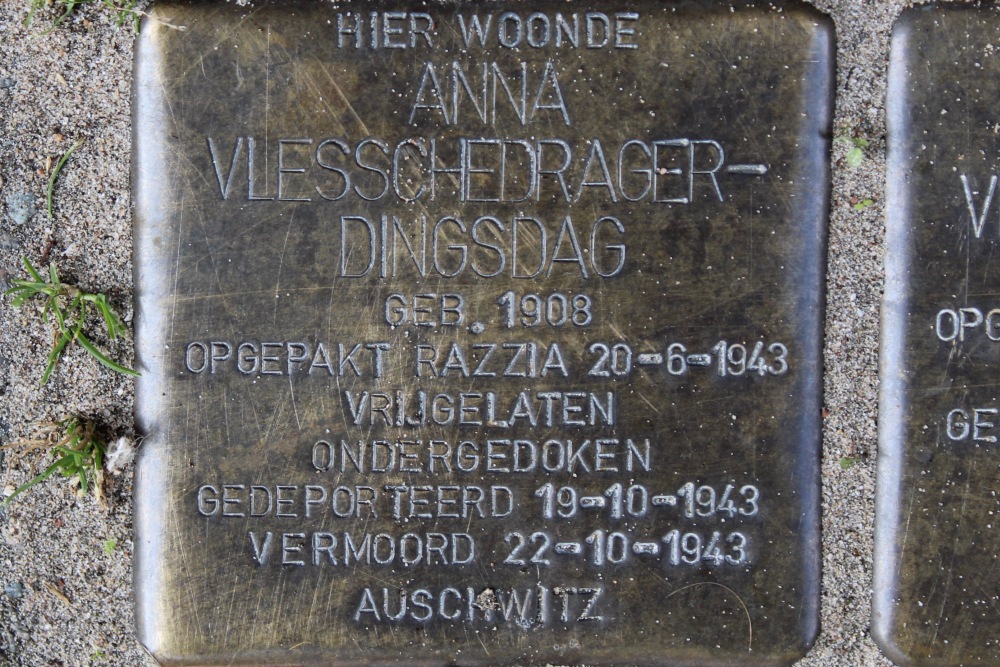 HIER WOONDE
ANNA
VLESSCHEDRAGER-
DINGSDAG
GEB. 1908
OPGEPAKT RAZZIA 20-6-1943
VRIJGELATEN
ONDERGEDOKEN
GEDEPORTEERD 19-10-1943
VERMOORD 22-10-1943
AUSCHWITZ